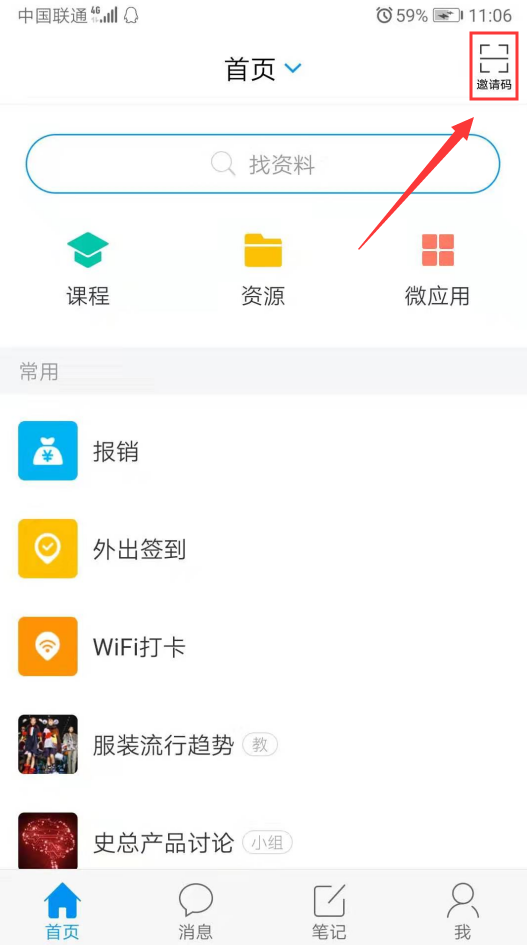 中国联通 4G 59% 11:06
首页
邀请码
找资料
课程 资源 微应用
常用
报销
外出签到
WiFi打卡
服装流行趋势 教
史总产品讨论 小组
首页 消息 笔记 我